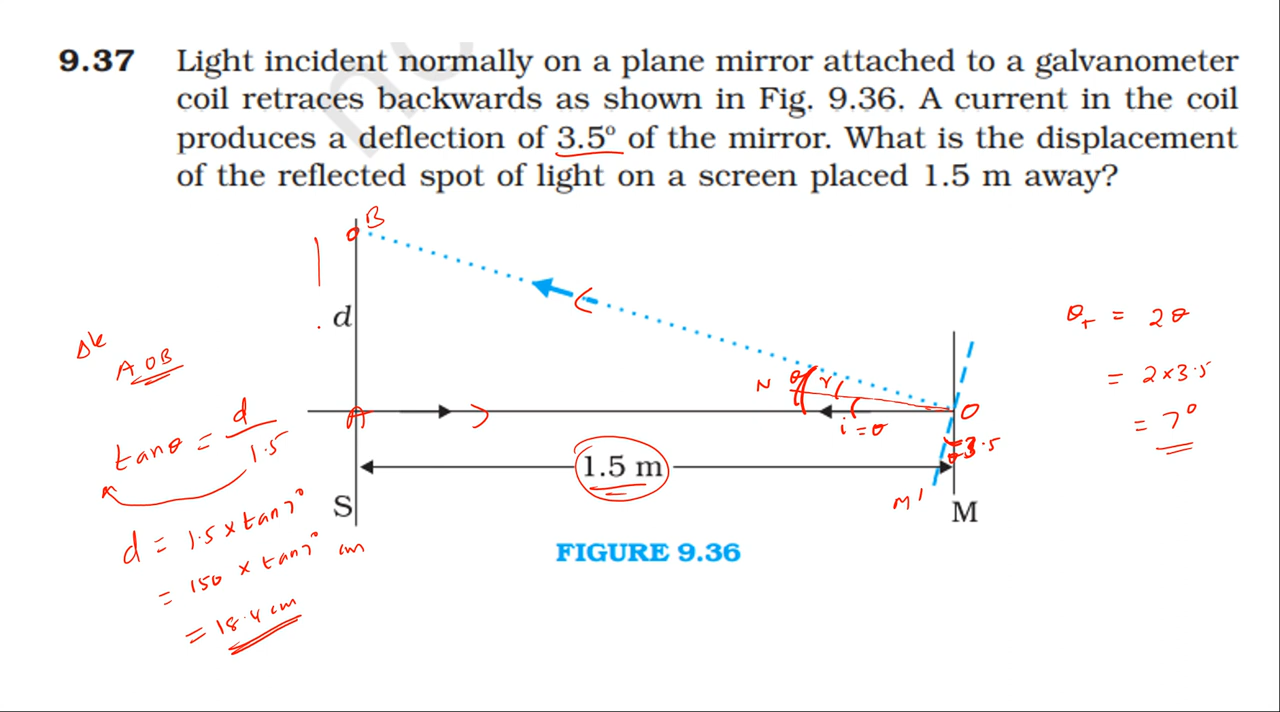 9.37 Light incident normally on a plane mirror attached to a galvanometer
coil retraces backwards as shown in Fig. 9.36. A current in the coil
produces a deflection of 3.5° of the mirror. What is the displacement
of the reflected spot of light on a screen placed 1.5 m away?
B
d
A
N
θ
r
i = θ
O
3.5
1.5 m
S
M'
M
FIGURE 9.36
AOB
tanθ = d/1.5
d = 1.5 × tan7°
= 150 × tan7° cm
= 18.4 cm
θr = 2θ
= 2×3.5
= 7°